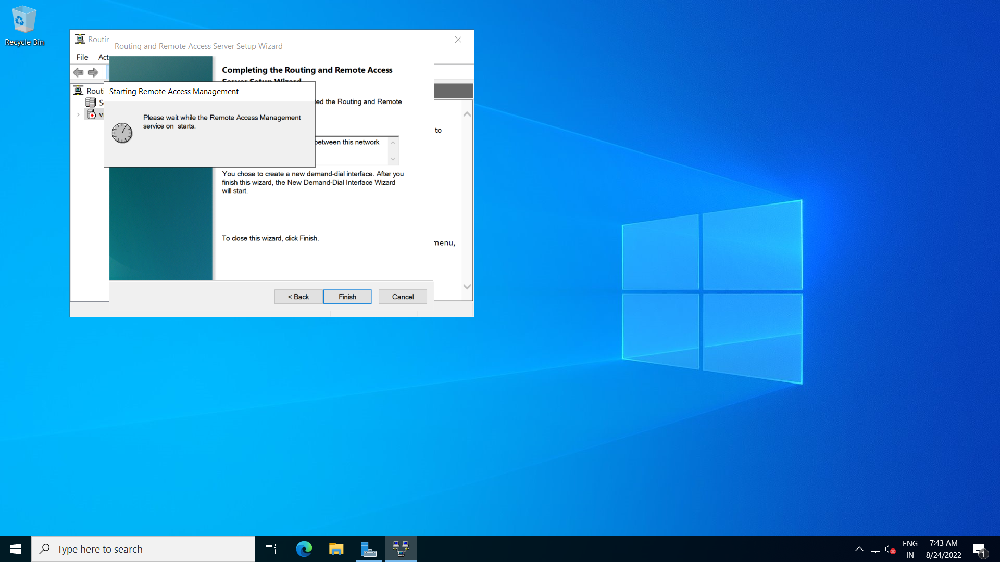 Recycle Bin
Routin
File Act
Routi
Routing and Remote Access Server Setup Wizard
Completing the Routing and Remote Access
Server Setup Wizard
ed the Routing and Remote
between this network
You chose to create a new demand-dial interface. After you
finish this wizard, the New Demand-Dial Interface Wizard
will start.
To close this wizard, click Finish.
< Back Finish Cancel
Starting Remote Access Management
Please wait while the Remote Access Management
service on starts.
to
menu,
Type here to search
ENG
IN
7:43 AM
8/24/2022
1